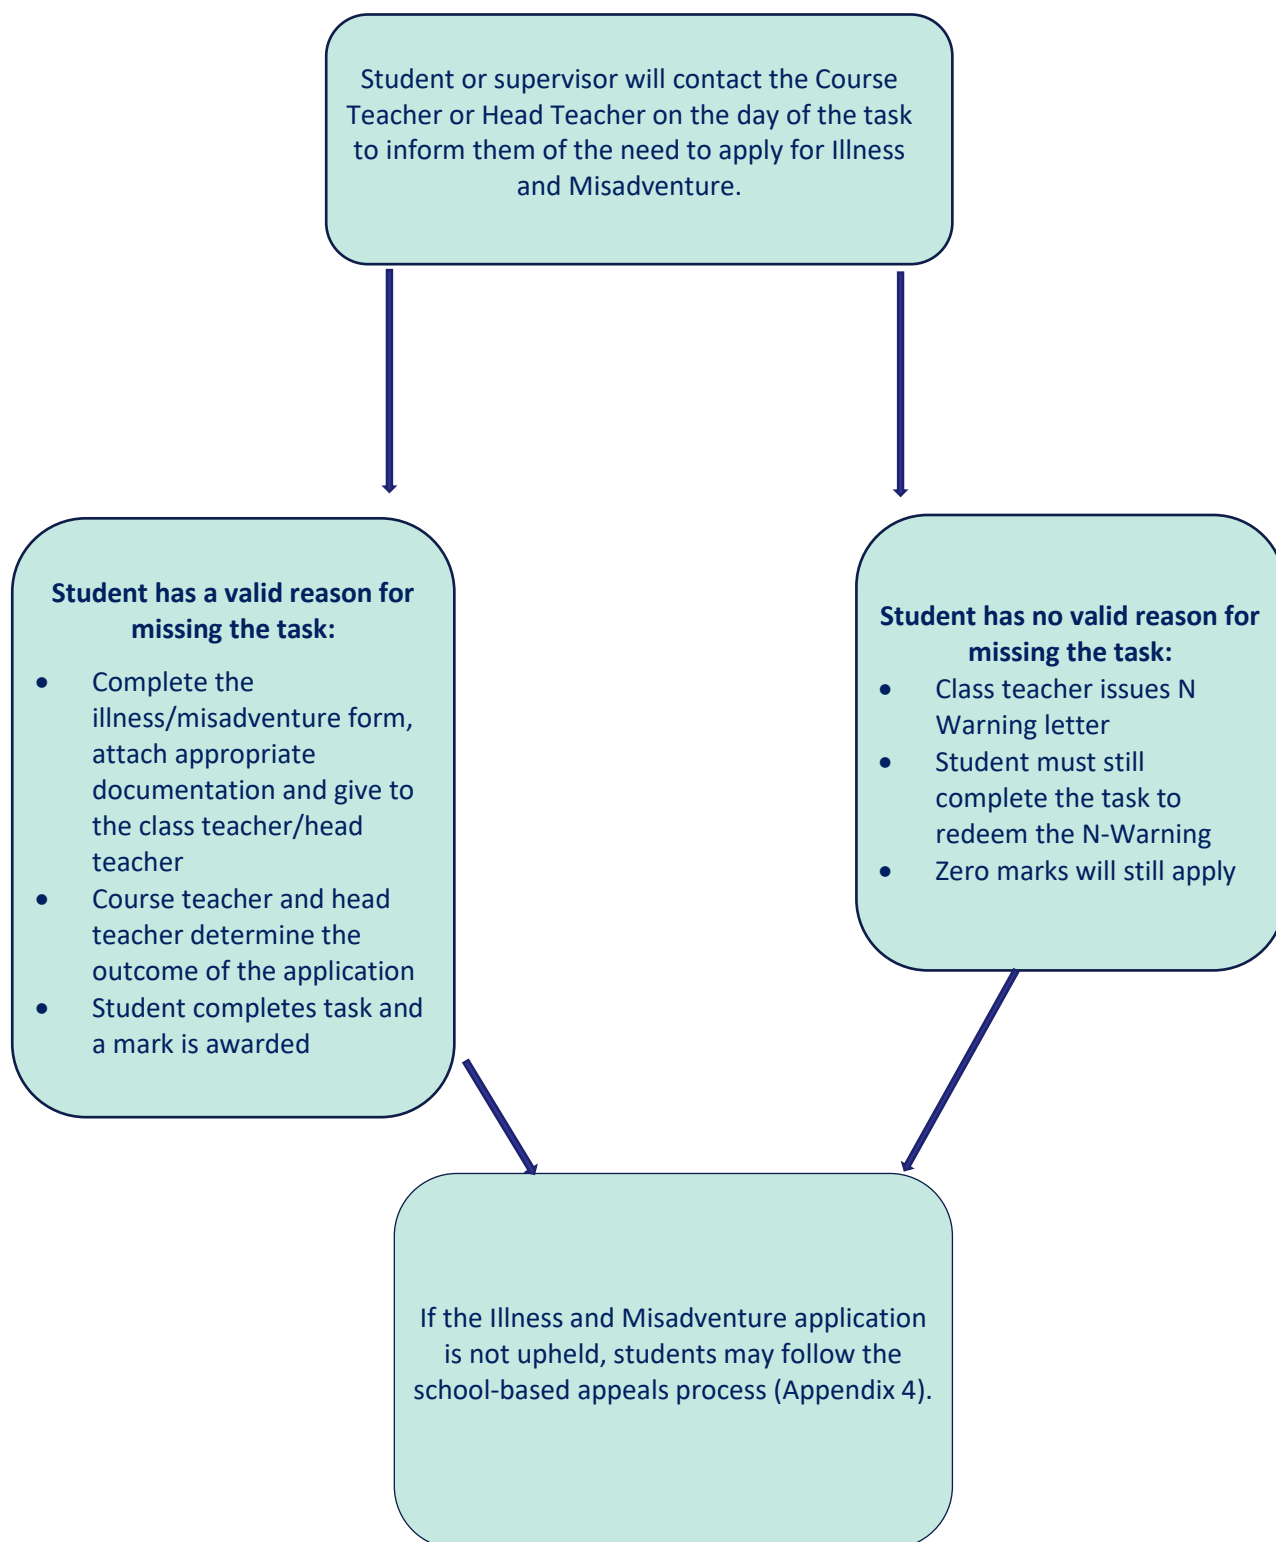 Student or supervisor will contact the Course
Teacher or Head Teacher on the day of the task
to inform them of the need to apply for Illness
and Misadventure.
Student has a valid reason for
missing the task:
• Complete the
illness/misadventure form,
attach appropriate
documentation and give to
the class teacher/head
teacher
• Course teacher and head
teacher determine the
outcome of the application
• Student completes task and
a mark is awarded
Student has no valid reason for
missing the task:
• Class teacher issues N
Warning letter
• Student must still
complete the task to
redeem the N-Warning
• Zero marks will still apply
If the Illness and Misadventure application
is not upheld, students may follow the
school-based appeals process (Appendix 4).